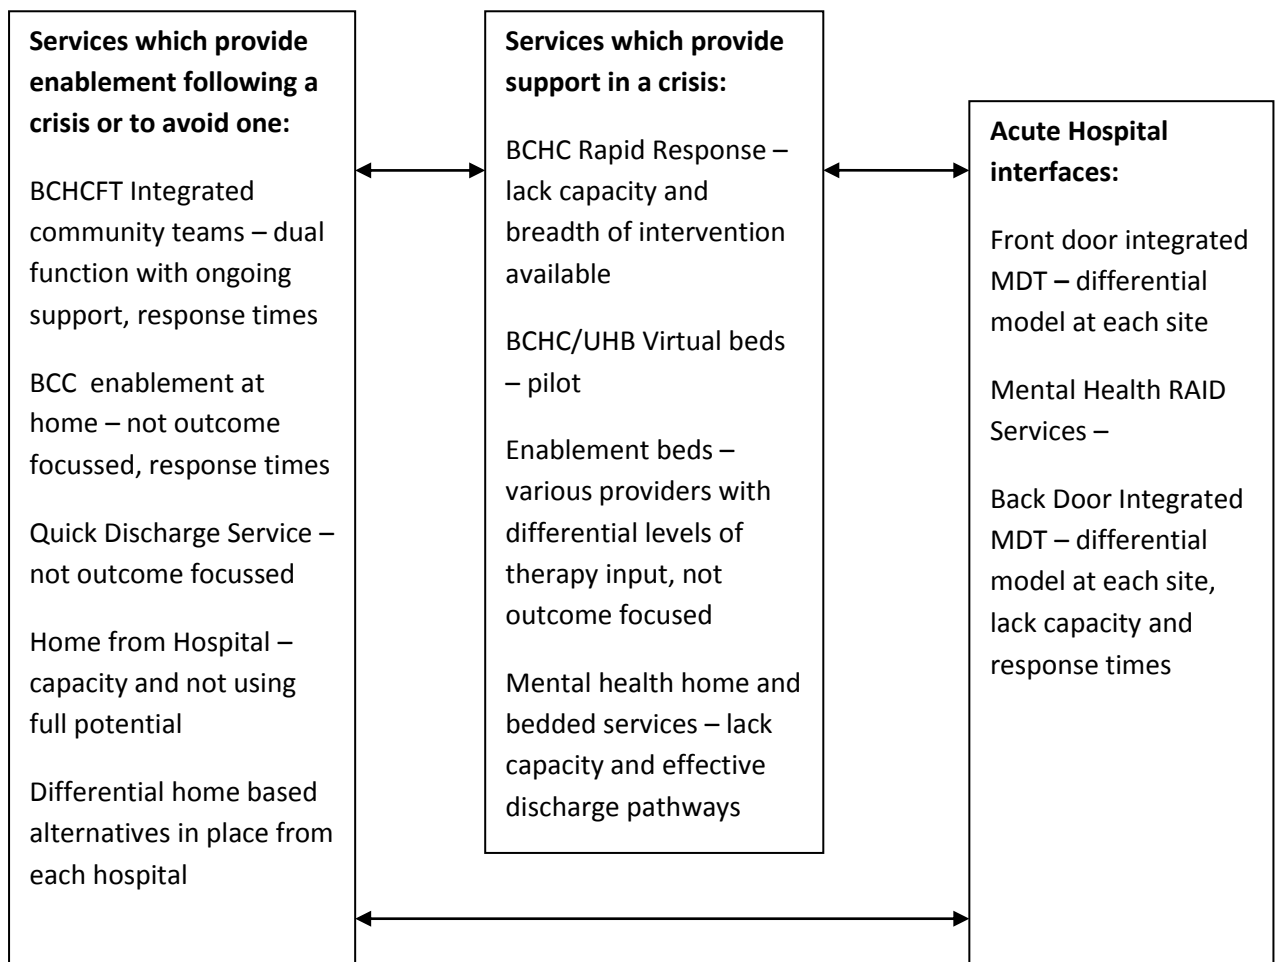 Services which provide
enablement following a
crisis or to avoid one:
BCHCFT Integrated
community teams – dual
function with ongoing
support, response times
BCC  enablement at
home – not outcome
focussed, response times
Quick Discharge Service –
not outcome focussed
Home from Hospital –
capacity and not using
full potential
Differential home based
alternatives in place from
each hospital
Services which provide
support in a crisis:
BCHC Rapid Response –
lack capacity and
breadth of intervention
available
BCHC/UHB Virtual beds
– pilot
Enablement beds –
various providers with
differential levels of
therapy input, not
outcome focused
Mental health home and
bedded services – lack
capacity and effective
discharge pathways
Acute Hospital
interfaces:
Front door integrated
MDT – differential
model at each site
Mental Health RAID
Services –
Back Door Integrated
MDT – differential
model at each site,
lack capacity and
response times